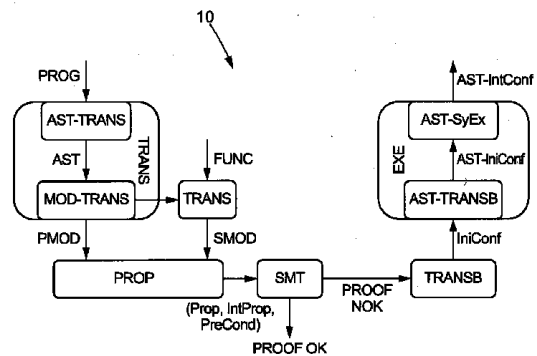 10
PROG
AST-IntConf
AST-TRANS
AST-SyEx
AST
TRANS
FUNC
EXE
AST-IniConf
MOD-TRANS
TRANS
AST-TRANSB
PMOD
SMOD
IniConf
PROP
SMT
TRANSB
PROOF
NOK
(Prop, IntProp,
PreCond)
PROOF OK